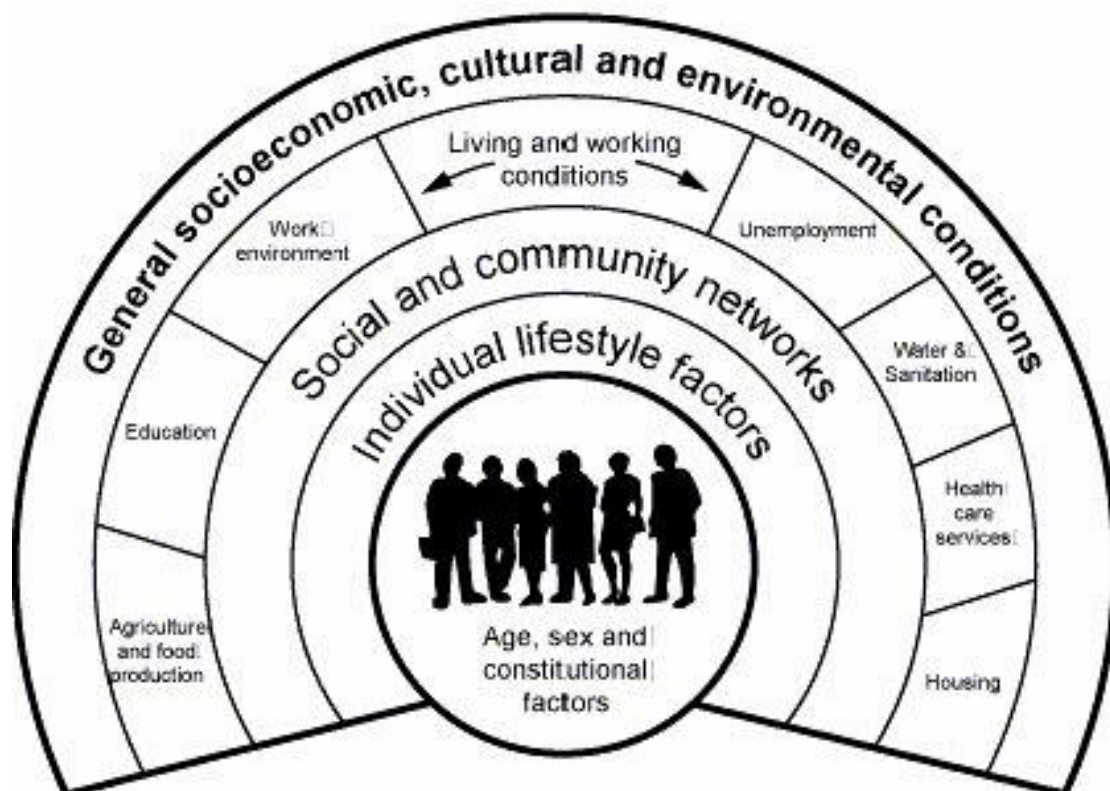 General socioeconomic, cultural and environmental conditions
Living and working
conditions
Work
environment
Unemployment
Education
Water &
Sanitation
Agriculture
and food
production
Health
care
services
Housing
Social and community networks
Individual lifestyle factors
Age, sex and
constitutional
factors